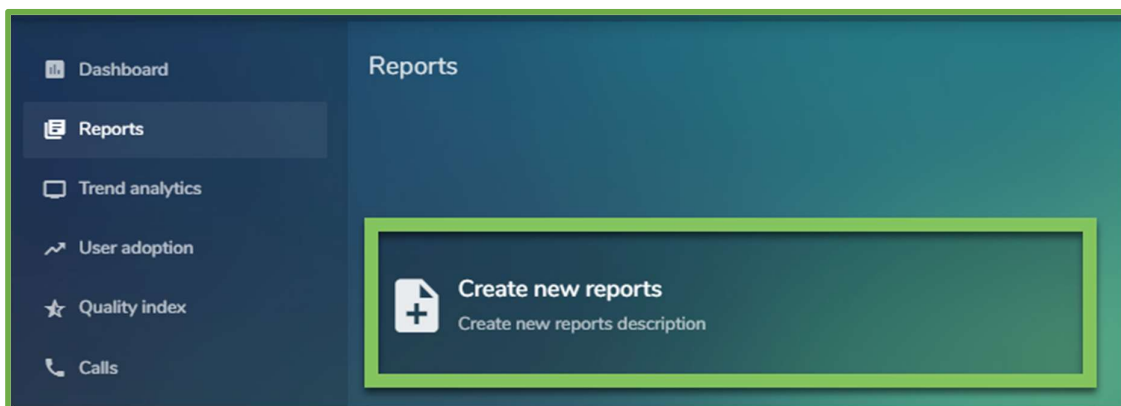 Dashboard
Reports
Trend analytics
User adoption
Quality index
Calls
Reports
Create new reports
Create new reports description